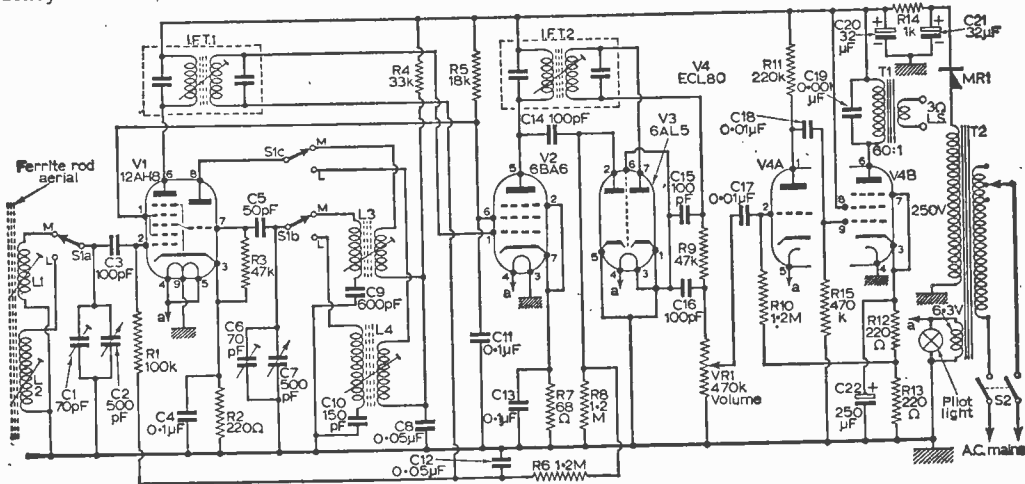 I.F.T.1
R4
33k
R5
18k
I.F.T.2
V4
ECL80
R11
220k
C19
0·001
µF
C20
32
µF
R14
1k
C21
32µF
MR1
T1
3Ω
LS
60:1
T2
C14 100pF
V3
6AL5
C18
0·01µF
V1
12AH8
S1c
M
L
V2
6BA6
C15
100
pF
C17
0·01µF
V4A
V4B
250V
Ferrite rod
aerial
C5
50pF
S1b
M
L
L3
R3
47k
R9
47k
M
S1a
L
L1
C3
100pF
C9
600pF
C16
100pF
R10
1·2M
R15
470
k
R12
220
Ω
6·3V
a
a
a
a
a
L2
C1
70pF
C2
500
pF
R1
100k
C6
70
pF
C7
500
pF
L4
C11
0·1µF
VR1
470k
Volume
C4
0·1µF
R2
220Ω
C10
150
pF
C8
0·05µF
C13
0·1µF
R7
68
Ω
R8
1·2
M
C22
250
µF
R13
220
Ω
Pilot
light
S2
C12
0·05µF
R6 1·2M
A.C. mains